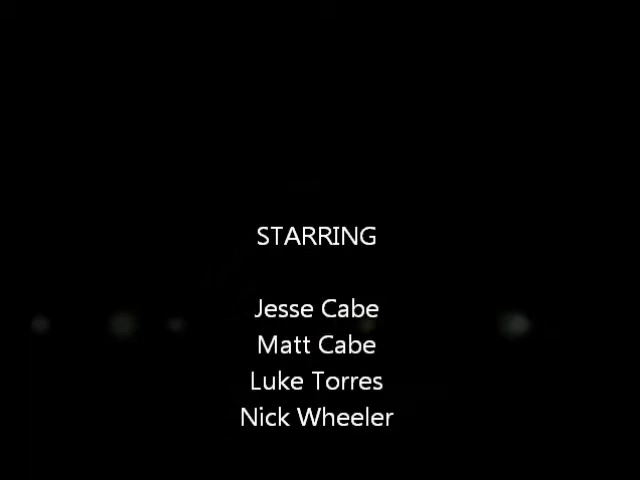 STARRING
Jesse Cabe
Matt Cabe
Luke Torres
Nick Wheeler